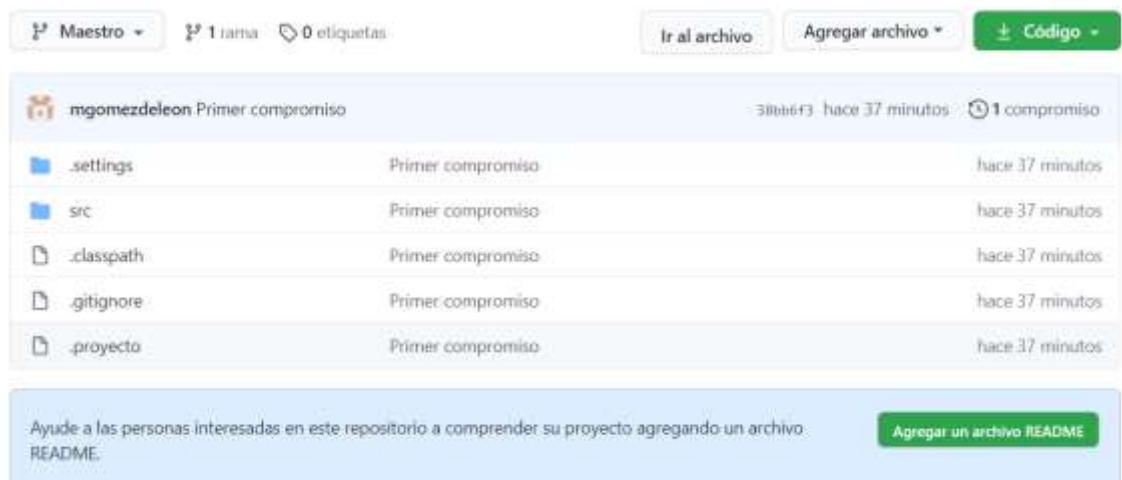 Maestro
1 rama
0 etiquetas
Ir al archivo
Agregar archivo
Código
mgomezdeleon Primer compromiso
hace 37 minutos
1 compromiso
.settings
Primer compromiso
hace 37 minutos
src
Primer compromiso
hace 37 minutos
.classpath
Primer compromiso
hace 37 minutos
.gitignore
Primer compromiso
hace 37 minutos
.proyecto
Primer compromiso
hace 37 minutos
Ayude a las personas interesadas en este repositorio a comprender su proyecto agregando un archivo
README.
Agregar un archivo README